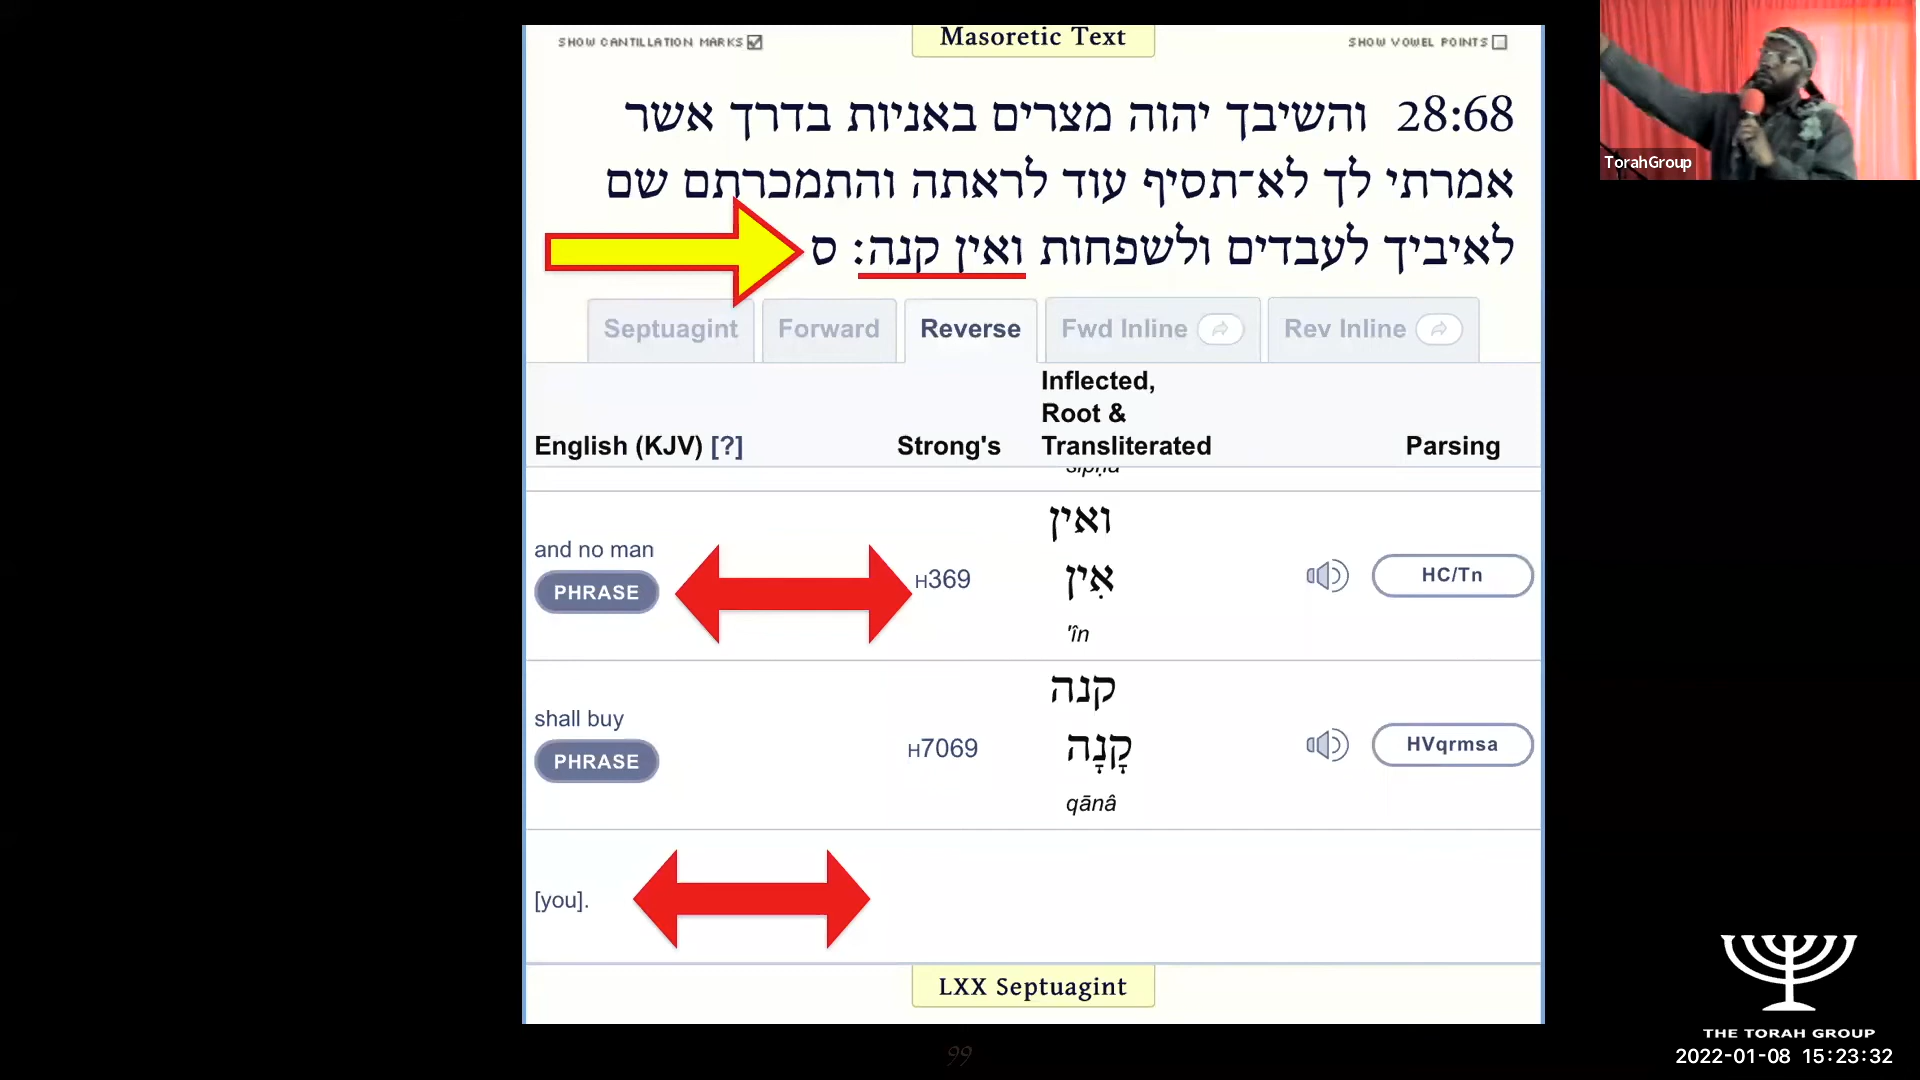 SHOW CANTILLATION MARKS
Masoretic Text
SHOW VOWEL POINTS
28:68 והשיבך יהוה מצרים באניות בדרך אשר
אמרתי לך לא־תסיף עוד לראתה והתמכרתם שם
לאיביך לעבדים ולשפחות ואין קנה׃ ס
Septuagint Forward Reverse Fwd Inline Rev Inline
English (KJV) [?]
Strong's
Inflected,
Root &
Transliterated
Parsing
and no man
PHRASE
H369
ואין
אִין
'în
HC/Tn
shall buy
PHRASE
H7069
קנה
קָנָה
qānâ
HVqrmsa
[you].
LXX Septuagint
99
TorahGroup
THE TORAH GROUP
2022-01-08 15:23:32